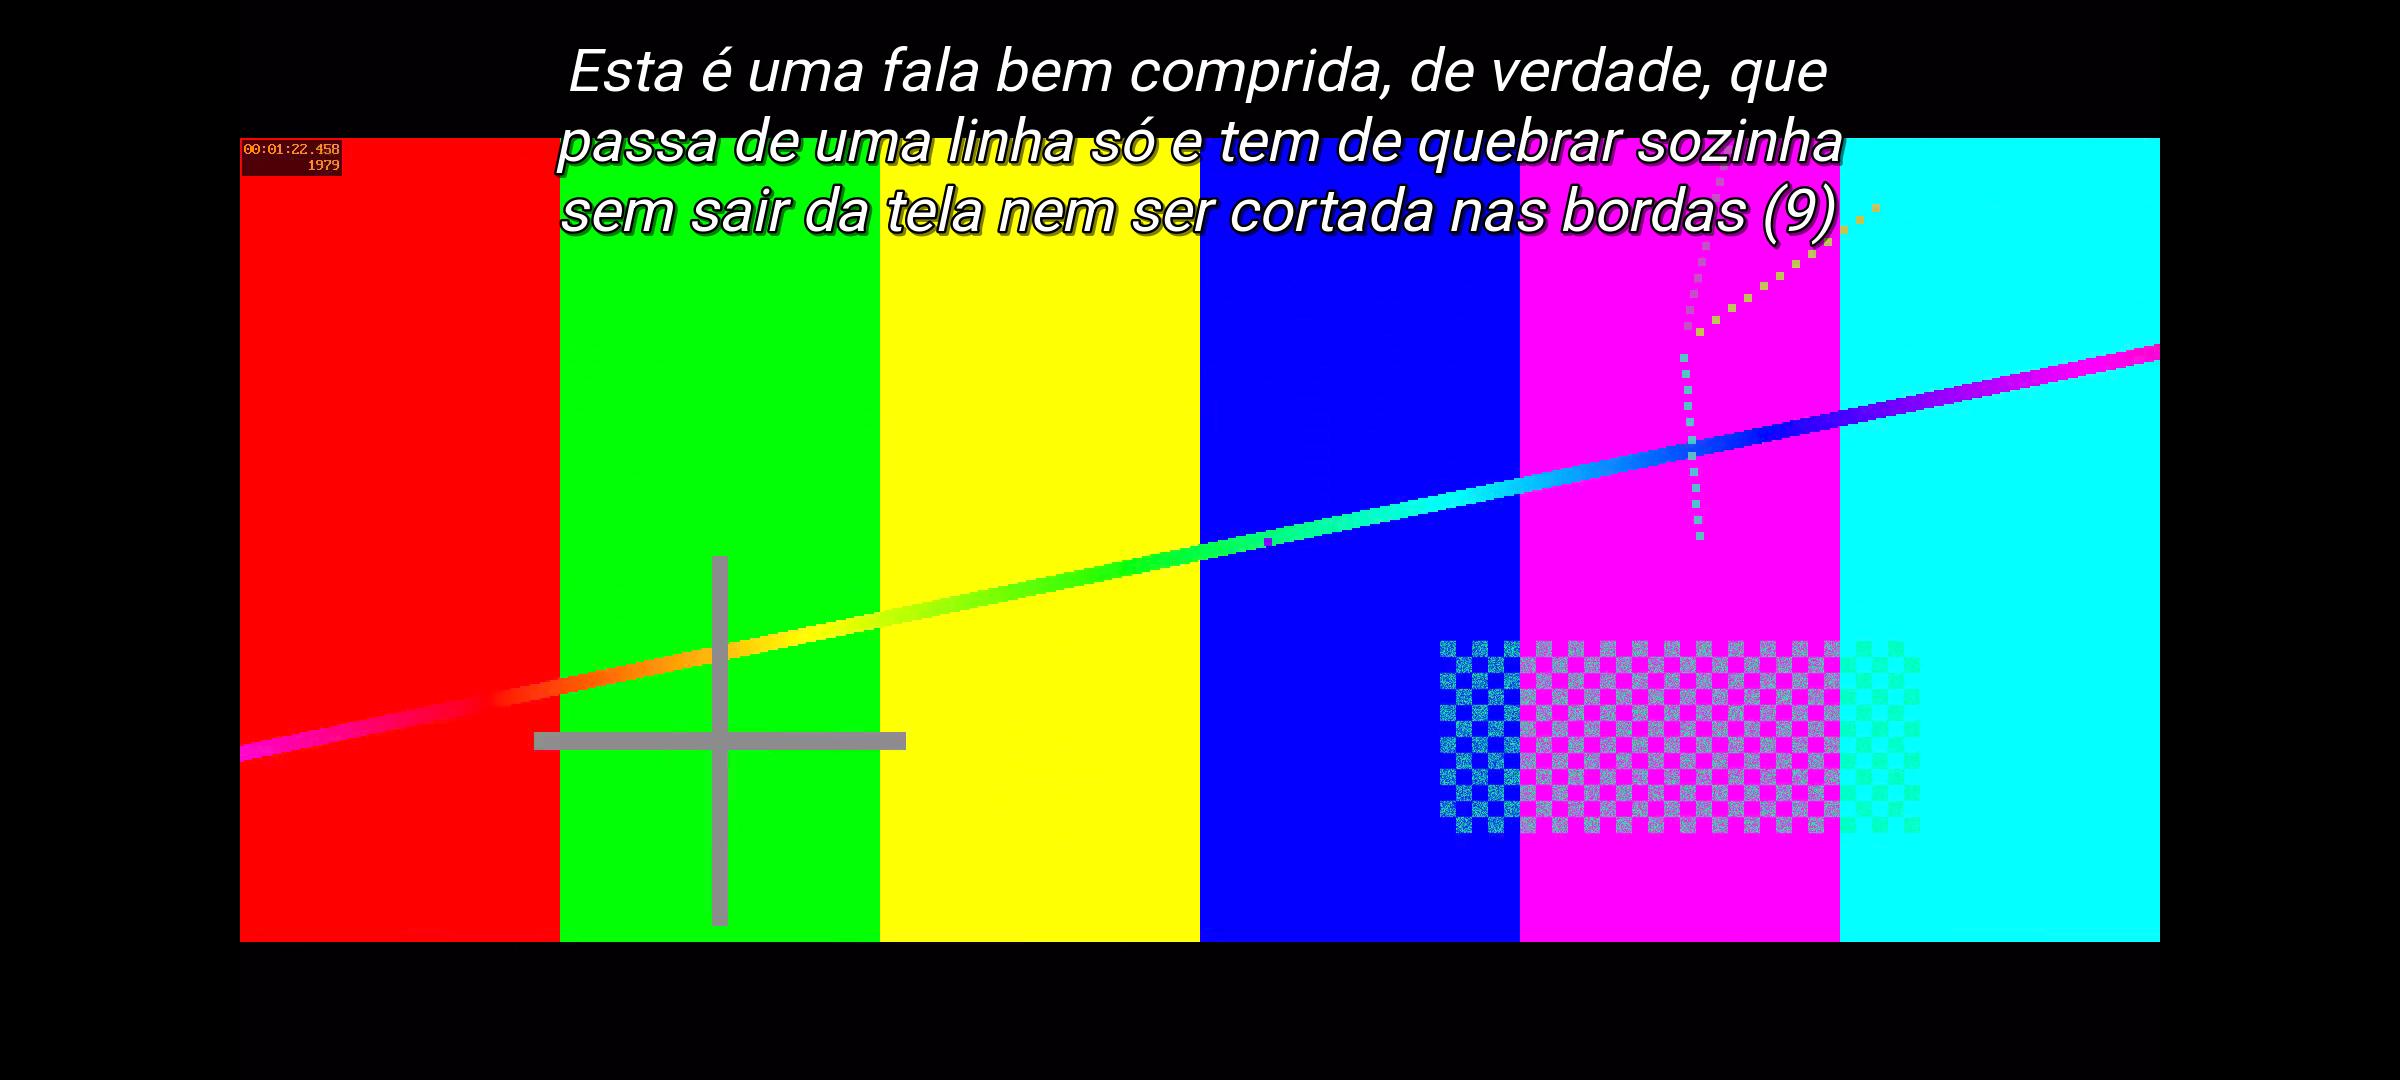 Esta é uma fala bem comprida, de verdade, que
passa de uma linha só e tem de quebrar sozinha
sem sair da tela nem ser cortada nas bordas (9)
00:01:22.458
1979